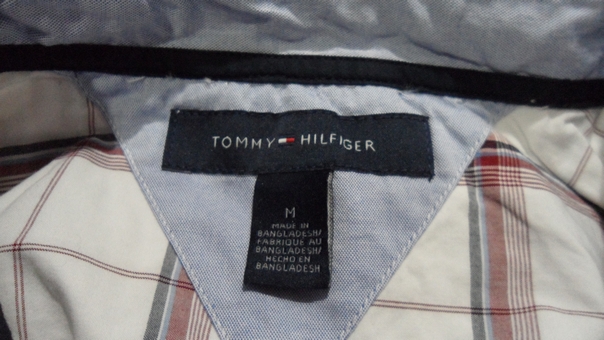 TOMMY HILFIGER
M
MADE IN
BANGLADESH/
FABRIQUE AU
BANGLADESH/
HECHO EN
BANGLADESH